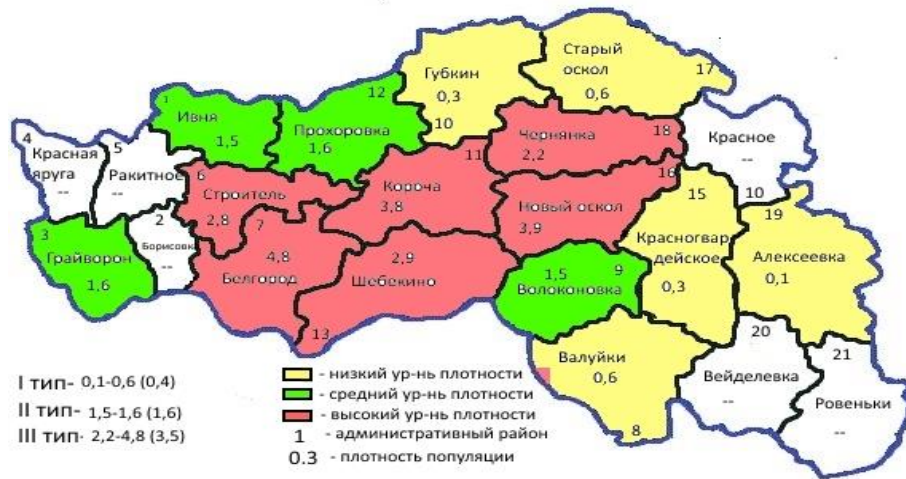 Старый
оскол
17
0,6
Губкин
0,3
10
12
Прохоровка
1,6
1
Ивня
1,5
4
Красная
яруга
--
5
Ракитное
--
6
Строитель
2,8
11
Короча
3,8
Чернянка
18
2,2
Красное
--
10
16
Новый оскол
3,9
15
Красногвар
дейское
0,3
19
Алексеевка
0,1
3
Грайворон
1,6
2
Борисовка
--
7
4,8
Белгород
2,9
Шебекино
13
1,5
9
Волоконовка
Валуйки
0,6
8
20
Вейделевка
--
21
Ровеньки
--
I тип- 0,1-0,6 (0,4)
II тип- 1,5-1,6 (1,6)
III тип- 2,2-4,8 (3,5)
- низкий ур-нь плотности
- средний ур-нь плотности
- высокий ур-нь плотности
1 - административный район
0.3 - плотность популяции